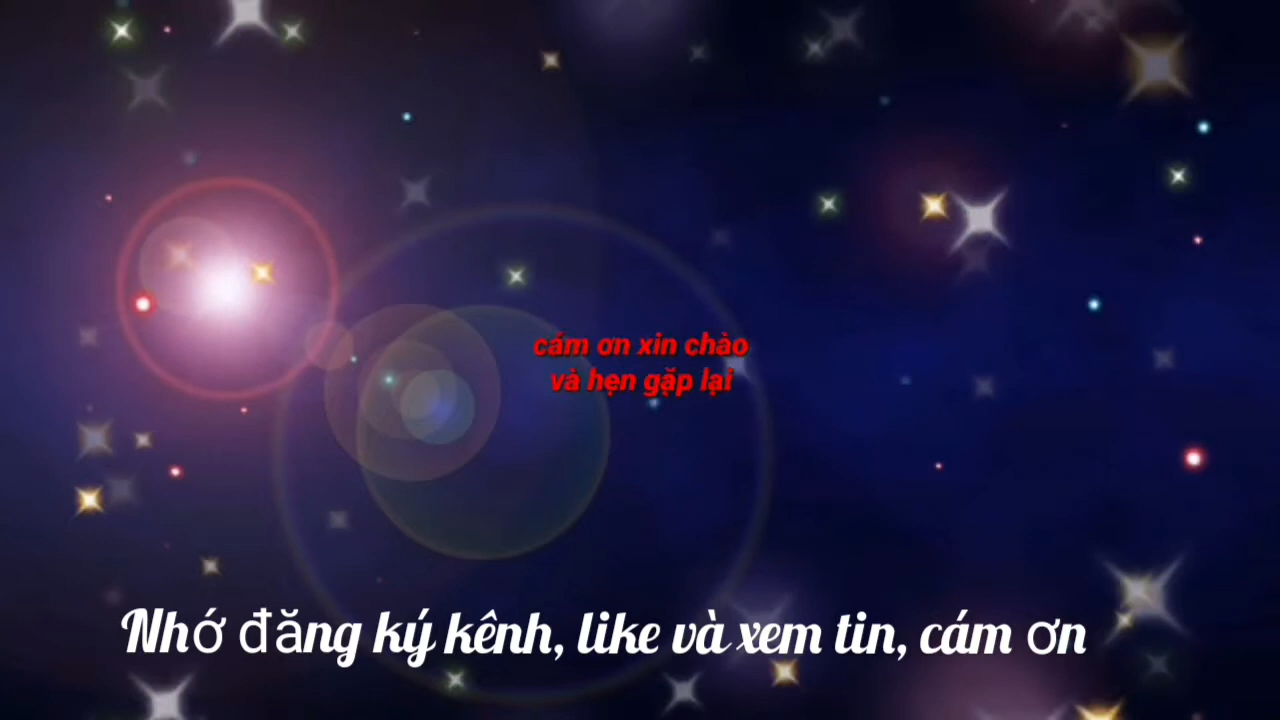 cám ơn xin chào
và hẹn gặp lại
Nhớ đăng ký kênh, like và xem tin, cám ơn